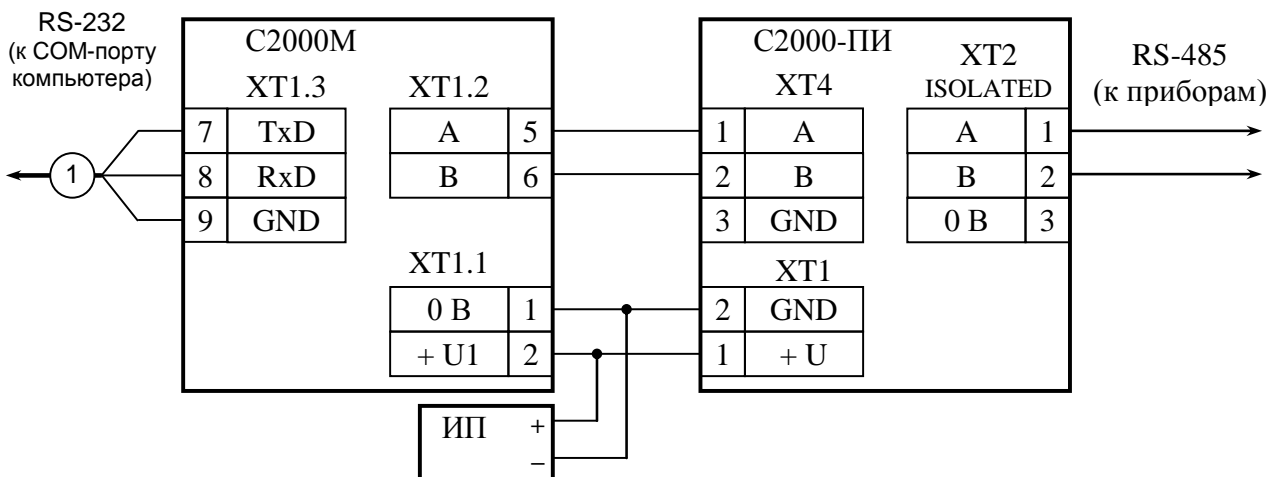 RS-232
(к COM-порту
компьютера)
1
С2000М
XT1.3
7 TxD
8 RxD
9 GND
XT1.2
A 5
B 6
XT1.1
0 В 1
+ U1 2
ИП +
–
С2000-ПИ
XT4
1 A
2 B
3 GND
XT1
2 GND
1 + U
XT2
ISOLATED
A 1
B 2
0 В 3
RS-485
(к приборам)